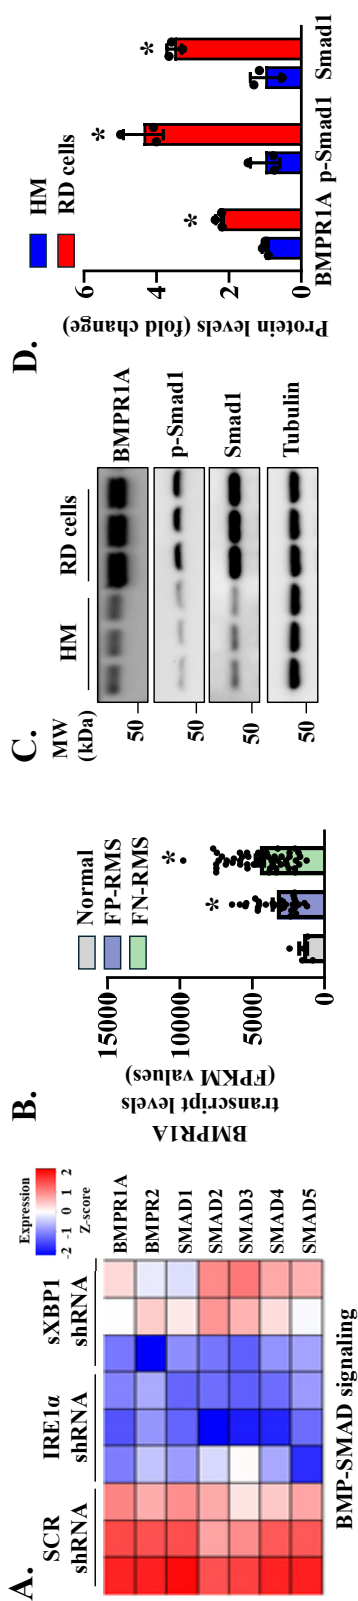 A.
SCR
shRNA
IRE1α
shRNA
sXBP1
shRNA
Expression
-2 -1 0 1 2
Z-score
BMPR1A
BMPR2
SMAD1
SMAD2
SMAD3
SMAD4
SMAD5
BMP-SMAD signaling
B.
Normal
FP-RMS
FN-RMS
BMPR1A
transcript levels
(FPKM values)
15000
10000
5000
0
*
*
C.
MW
(kDa)
HM
RD cells
50
BMPR1A
50
p-Smad1
50
Smad1
50
Tubulin
D.
HM
RD cells
Protein levels (fold change)
6
4
2
0
*
*
*
BMPR1A
p-Smad1
Smad1